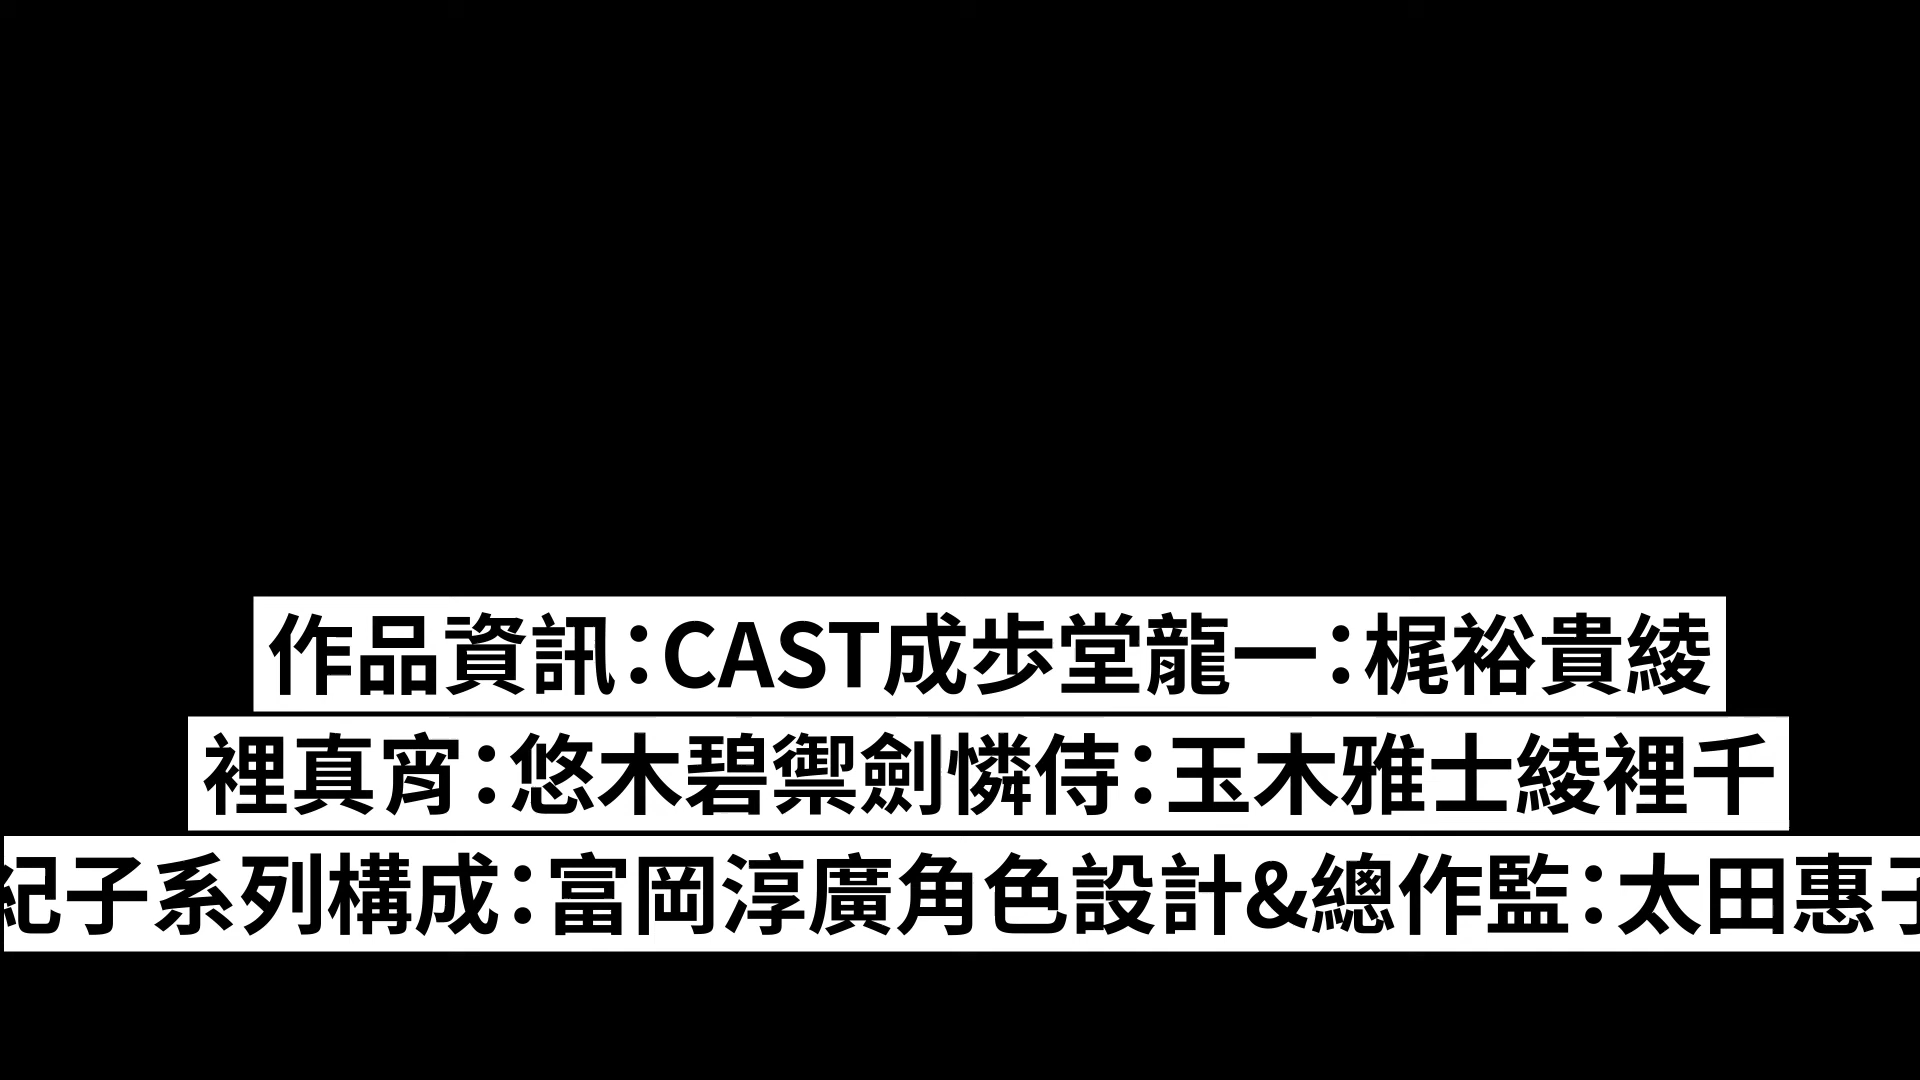 作品資訊：CAST成歩堂龍一：梶裕貴綾
裡真宵：悠木碧禦劍憐侍：玉木雅士綾裡千
紀子系列構成：富岡淳廣角色設計&總作監：太田惠子